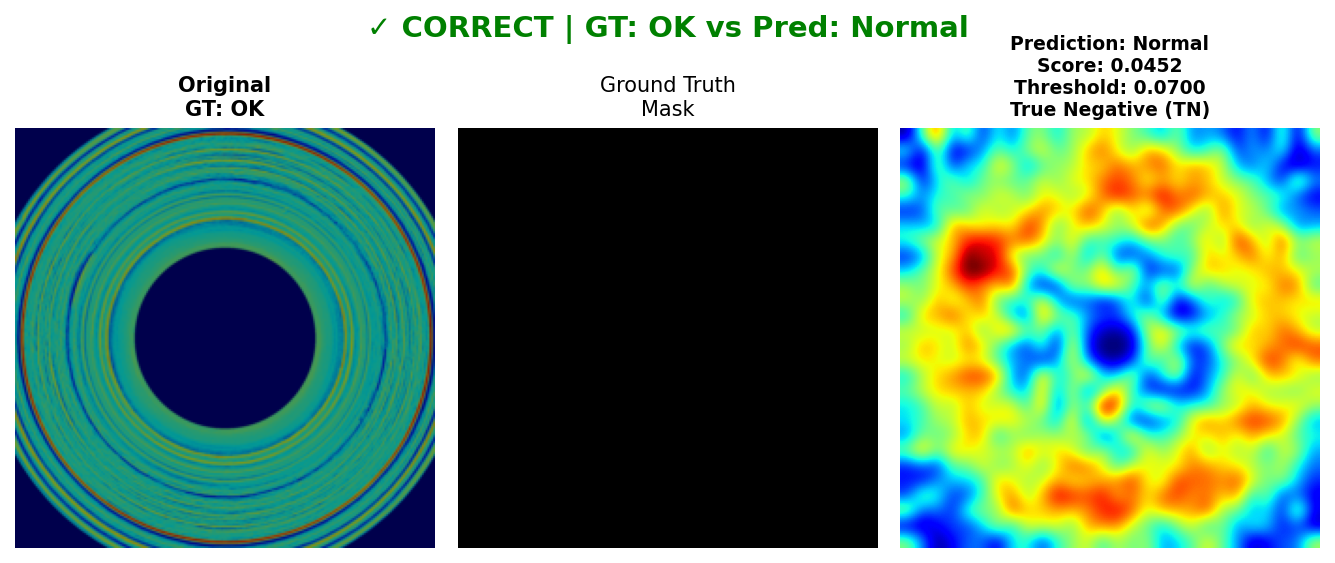 ✓ CORRECT | GT: OK vs Pred: Normal
Original
GT: OK
Ground Truth
Mask
Prediction: Normal
Score: 0.0452
Threshold: 0.0700
True Negative (TN)